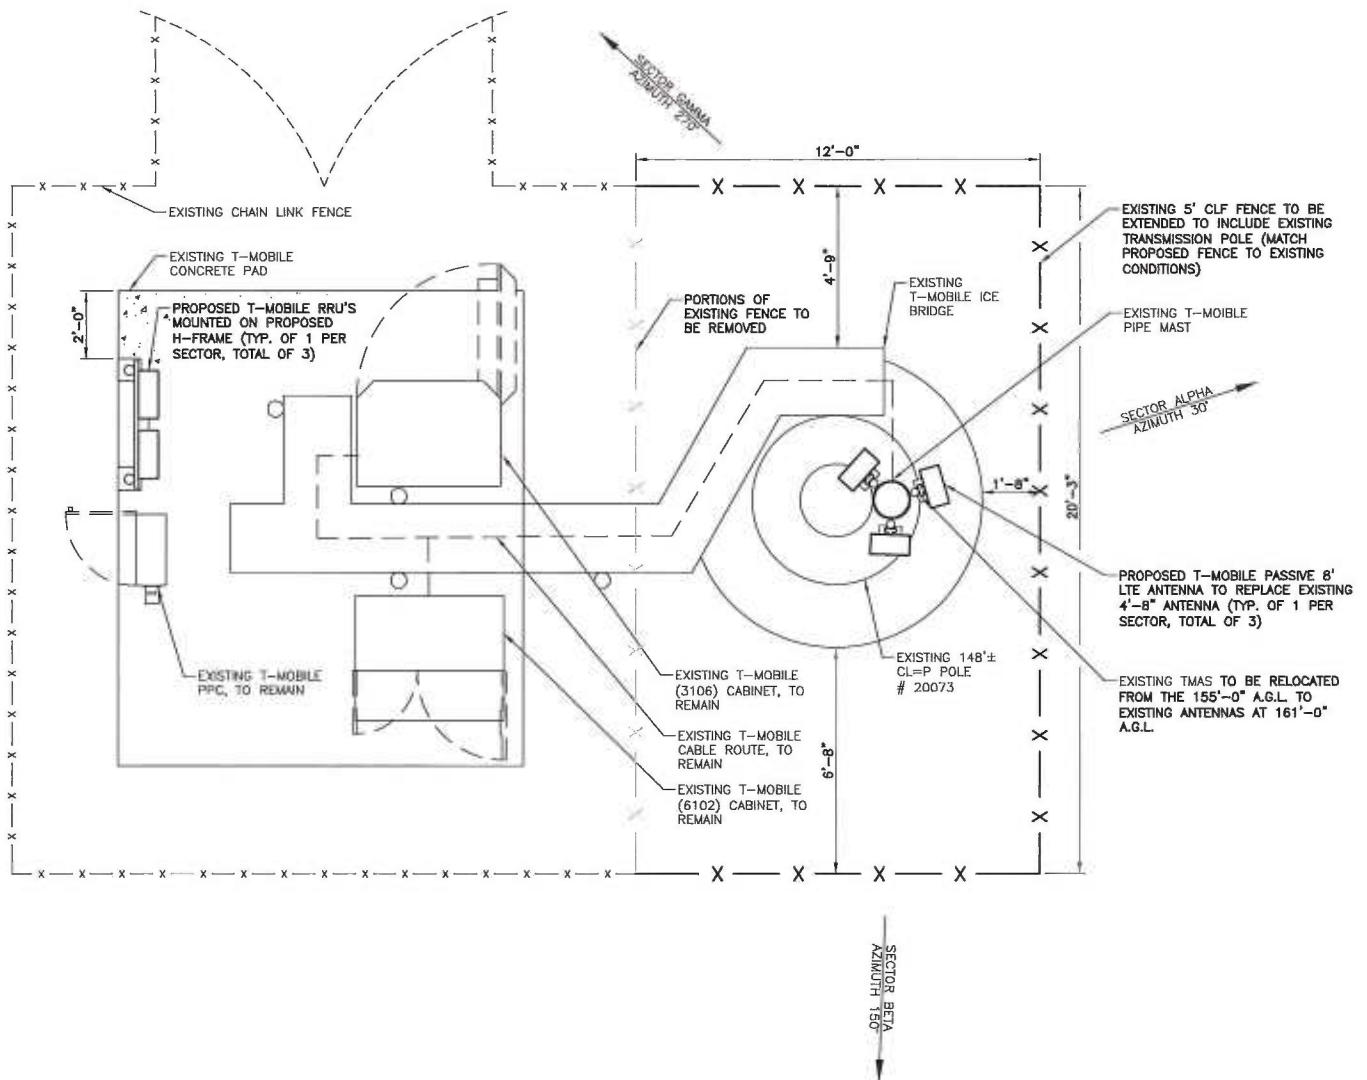 SECTOR GAMMA
AZIMUTH 270°
12'-0"
EXISTING CHAIN LINK FENCE
EXISTING 5' CLF FENCE TO BE
EXTENDED TO INCLUDE EXISTING
TRANSMISSION POLE (MATCH
PROPOSED FENCE TO EXISTING
CONDITIONS)
EXISTING T-MOBILE
CONCRETE PAD
4'-9"
EXISTING
T-MOBILE ICE
BRIDGE
2'-0"
PROPOSED T-MOBILE RRU'S
MOUNTED ON PROPOSED
H-FRAME (TYP. OF 1 PER
SECTOR, TOTAL OF 3)
PORTIONS OF
EXISTING FENCE TO
BE REMOVED
EXISTING T-MOIBLE
PIPE MAST
SECTOR ALPHA
AZIMUTH 30°
1'-8"
20'-3"
PROPOSED T-MOBILE PASSIVE 8'
LTE ANTENNA TO REPLACE EXISTING
4'-8" ANTENNA (TYP. OF 1 PER
SECTOR, TOTAL OF 3)
EXISTING T-MOBILE
PPC, TO REMAIN
EXISTING T-MOBILE
(3106) CABINET, TO
REMAIN
EXISTING 148'±
CL=P POLE
# 20073
EXISTING TMAS TO BE RELOCATED
FROM THE 155'-0" A.G.L. TO
EXISTING ANTENNAS AT 161'-0"
A.G.L.
EXISTING T-MOBILE
CABLE ROUTE, TO
REMAIN
6'-8"
EXISTING T-MOBILE
(6102) CABINET, TO
REMAIN
SECTOR BETA
AZIMUTH 150°